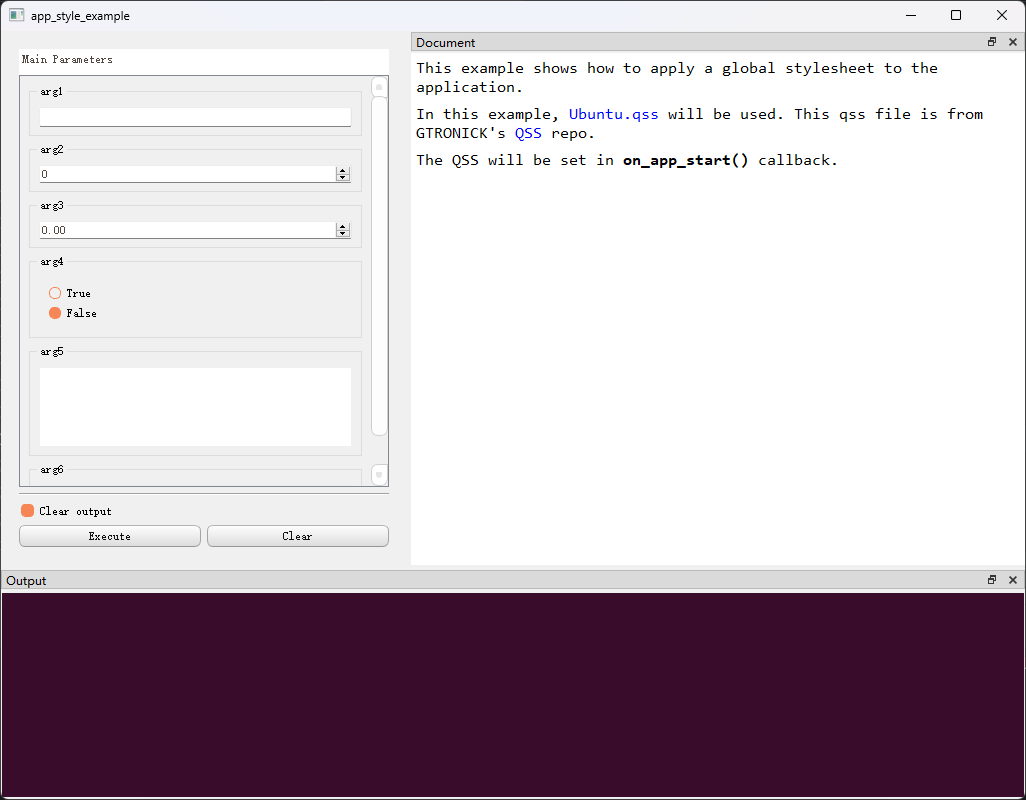 app_style_example
Main Parameters
arg1
arg2
0
arg3
0.00
arg4
True
False
arg5
arg6
Clear output
Execute
Clear
Document
This example shows how to apply a global stylesheet to the
application.
In this example, Ubuntu.qss will be used. This qss file is from
GTRONICK's QSS repo.
The QSS will be set in on_app_start() callback.
Output